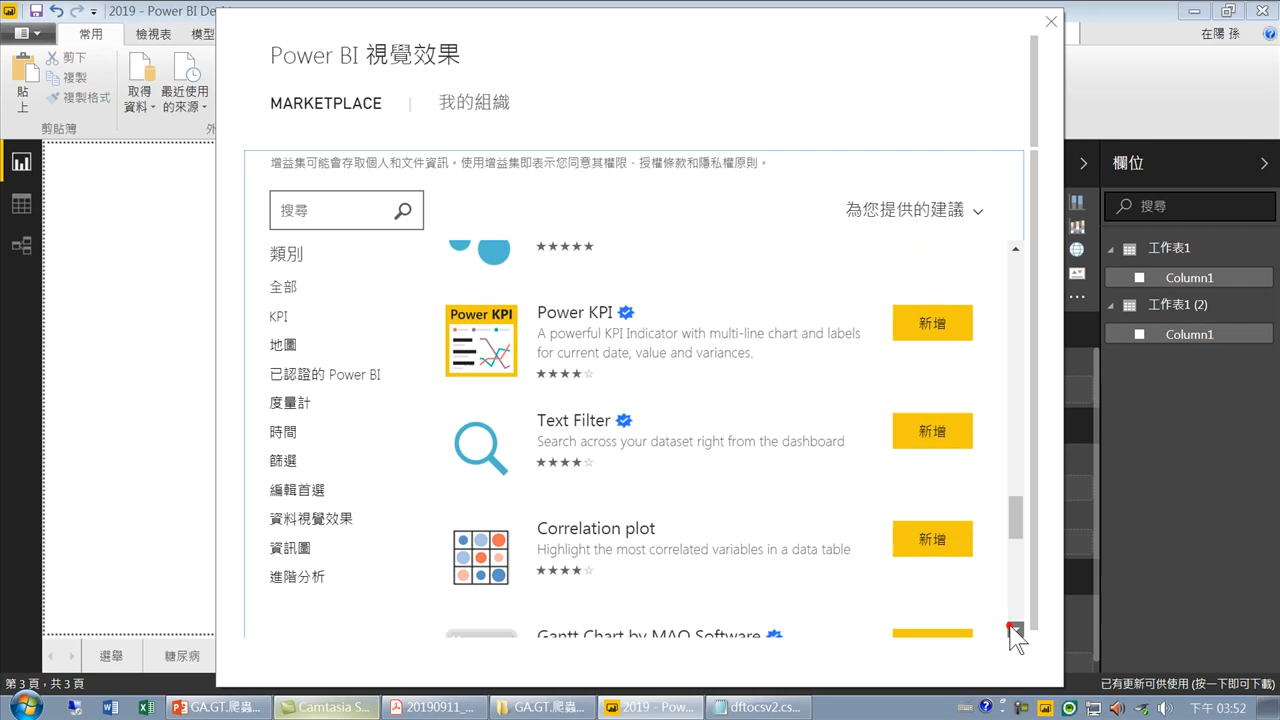 2019 - Power BI De
常用
檢視表
模型
在陽 孫
剪下
複製
複製格式
貼
上
剪貼簿
取得
資料
最近使用
的來源
外
Power BI 視覺效果
MARKETPLACE
我的組織
增益集可能會存取個人和文件資訊。使用增益集即表示您同意其權限、授權條款和隱私權原則。
搜尋
為您提供的建議
類別
全部
KPI
地圖
已認證的 Power BI
度量計
時間
篩選
編輯首選
資料視覺效果
資訊圖
進階分析
Power KPI
Power KPI
A powerful KPI Indicator with multi-line chart and labels
for current date, value and variances.
新增
Text Filter
Search across your dataset right from the dashboard
新增
Correlation plot
Highlight the most correlated variables in a data table
新增
Gantt Chart by MAQ Software
欄位
搜尋
工作表1
Column1
工作表1 (2)
Column1
選舉
糖尿病
第 3 頁，共 3 頁
已有更新可供使用 (按一下即可下載)
GA.GT.爬蟲...
Camtasia S...
20190911_...
GA.GT.爬蟲...
2019 - Pow...
dftocsv2.cs...
下午 03:52